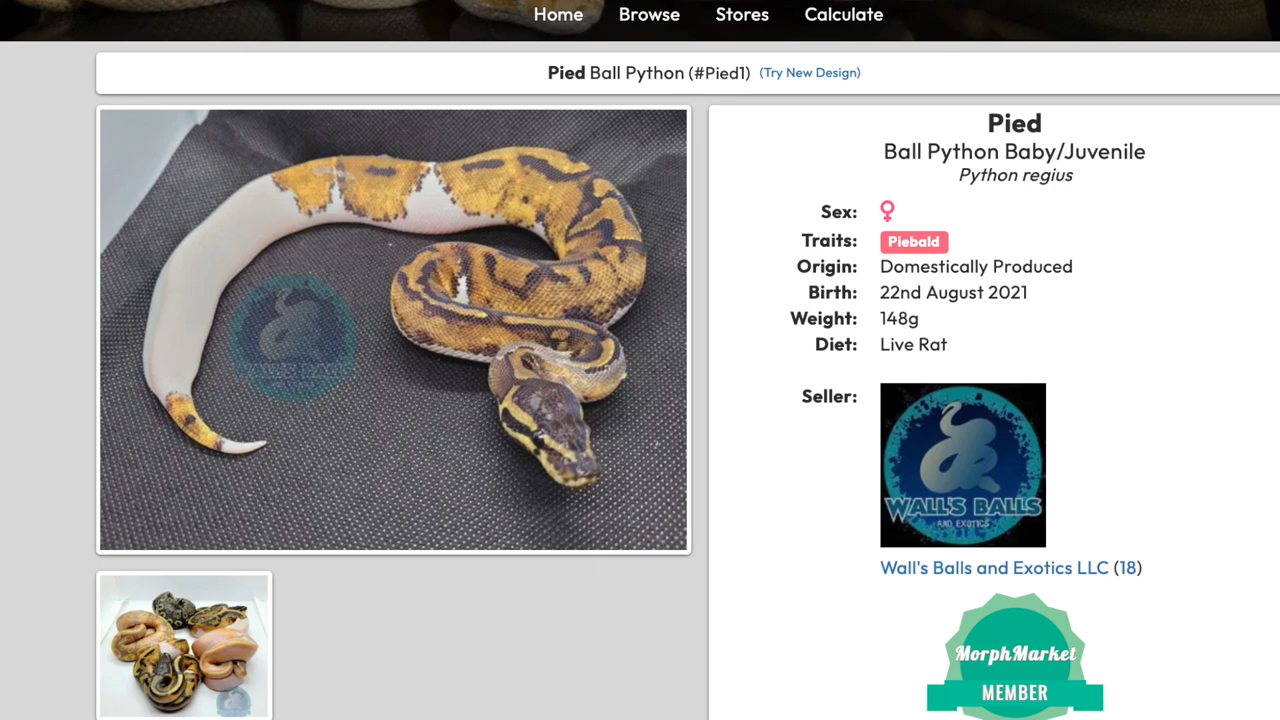 Home Browse Stores Calculate
Pied Ball Python (#Pied1) (Try New Design)
Pied
Ball Python Baby/Juvenile
Python regius
Sex: ♀
Traits: Piebald
Origin: Domestically Produced
Birth: 22nd August 2021
Weight: 148g
Diet: Live Rat
Seller:
WALL'S BALLS
WALL'S BALLS
AND EXOTICS
Wall's Balls and Exotics LLC (18)
MorphMarket
MEMBER